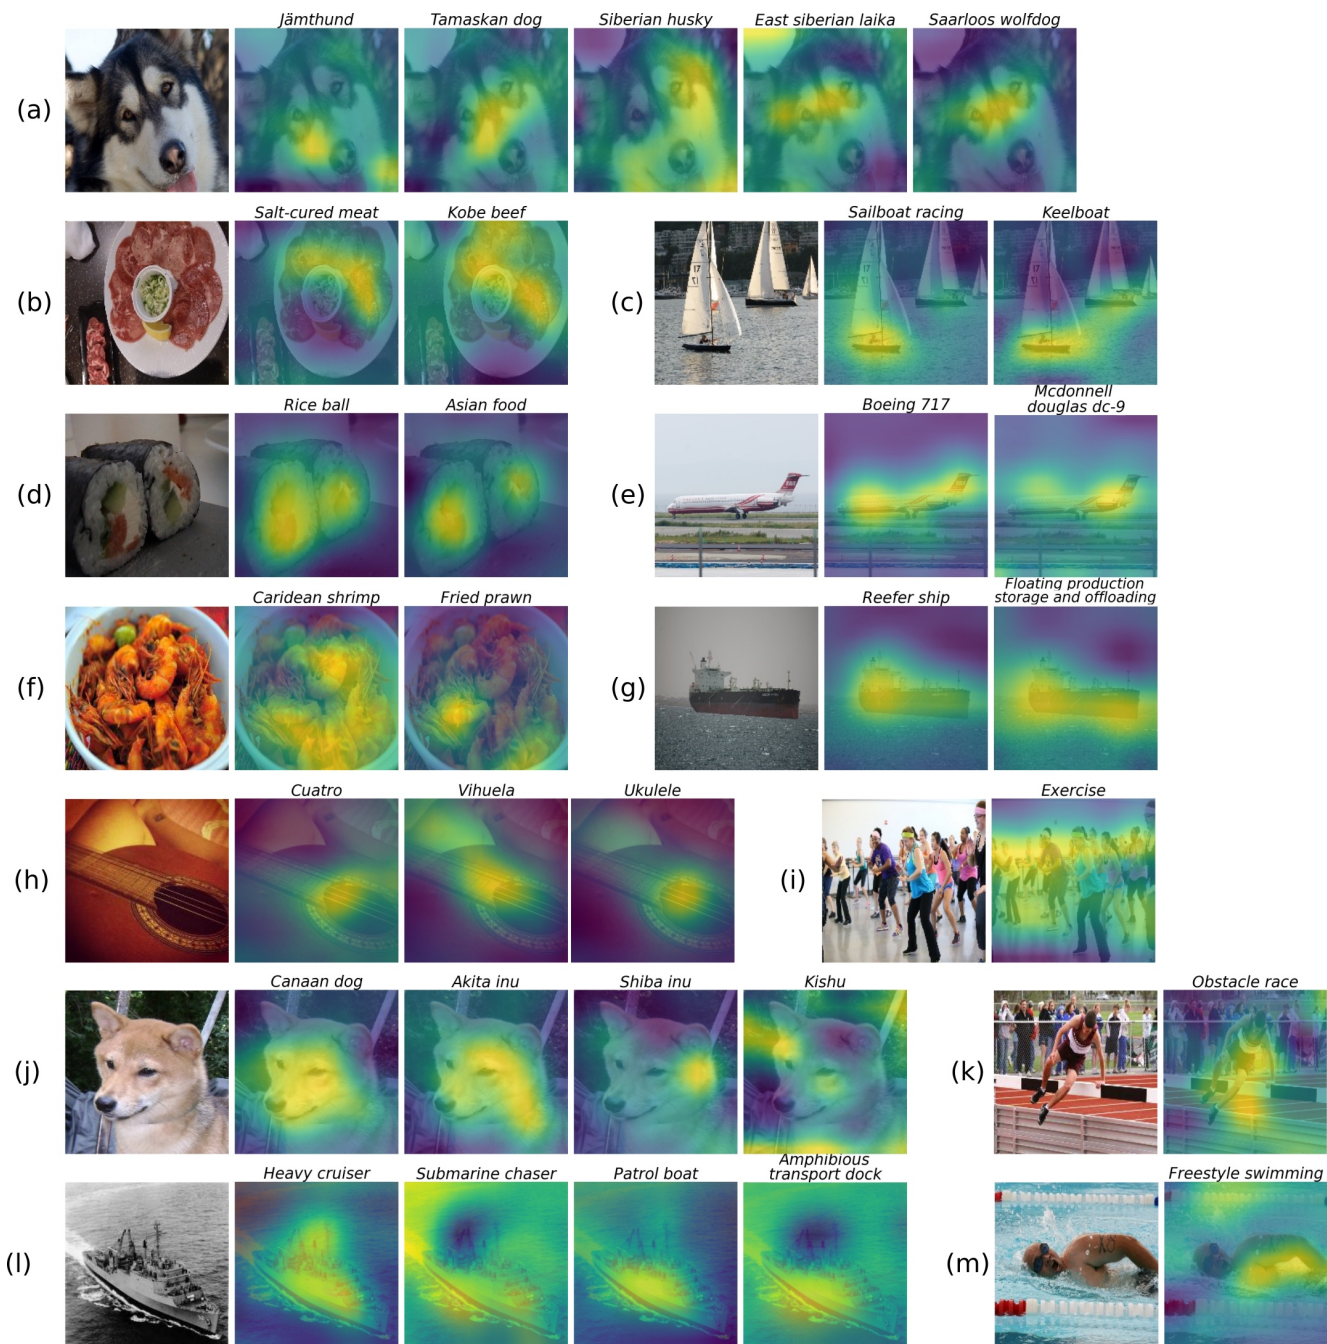 Jämthund
Tamaskan dog
Siberian husky
East siberian laika
Saarloos wolfdog
(a)
Salt-cured meat
Kobe beef
(b)
Sailboat racing
Keelboat
(c)
17
Rice ball
Asian food
(d)
Boeing 717
Mcdonnell
douglas dc-9
(e)
Caridean shrimp
Fried prawn
(f)
Reefer ship
Floating production
storage and offloading
(g)
Cuatro
Vihuela
Ukulele
(h)
Exercise
(i)
Canaan dog
Akita inu
Shiba inu
Kishu
(j)
Obstacle race
(k)
Heavy cruiser
Submarine chaser
Patrol boat
Amphibious
transport dock
(l)
Freestyle swimming
(m)